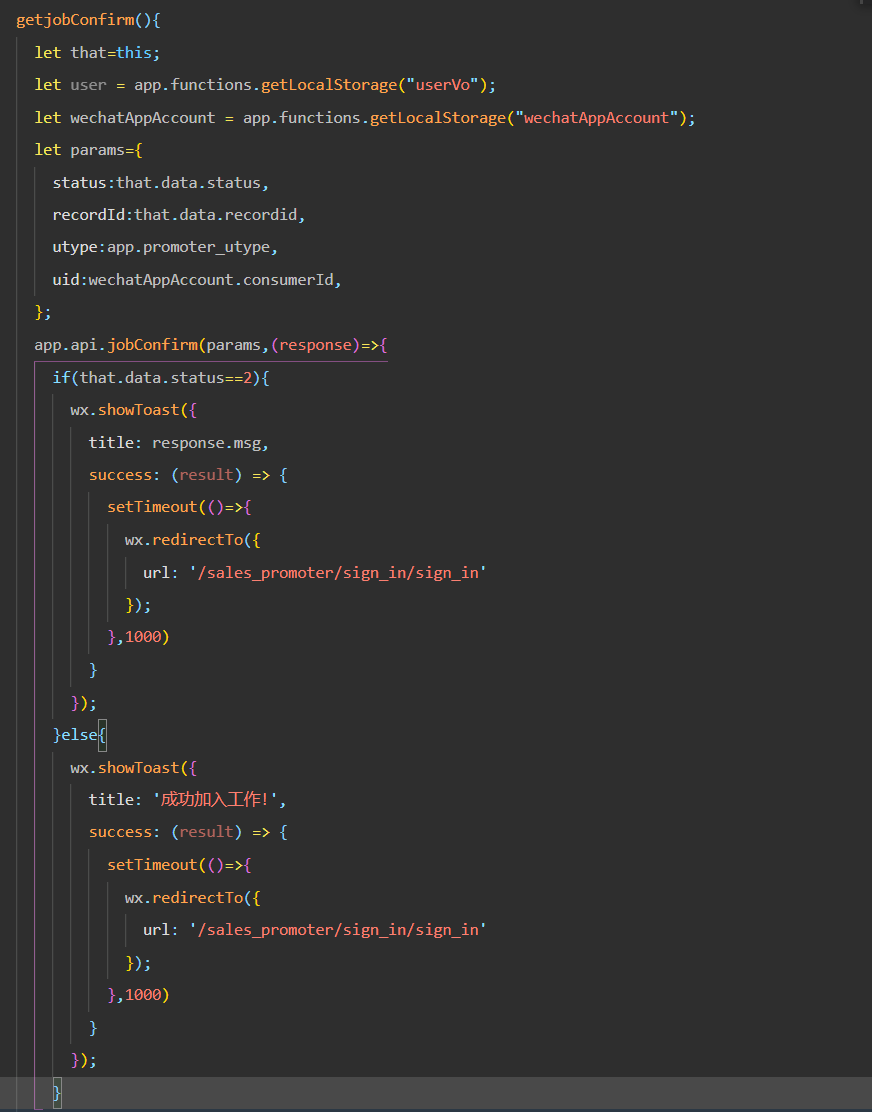 getjobConfirm(){
let that=this;
let user = app.functions.getLocalStorage("userVo");
let wechatAppAccount = app.functions.getLocalStorage("wechatAppAccount");
let params={
status:that.data.status,
recordId:that.data.recordid,
utype:app.promoter_utype,
uid:wechatAppAccount.consumerId,
};
app.api.jobConfirm(params,(response)=>{
if(that.data.status==2){
wx.showToast({
title: response.msg,
success: (result) => {
setTimeout(()=>{
wx.redirectTo({
url: '/sales_promoter/sign_in/sign_in'
});
},1000)
}
});
}else{
wx.showToast({
title: '成功加入工作!',
success: (result) => {
setTimeout(()=>{
wx.redirectTo({
url: '/sales_promoter/sign_in/sign_in'
});
},1000)
}
});
}